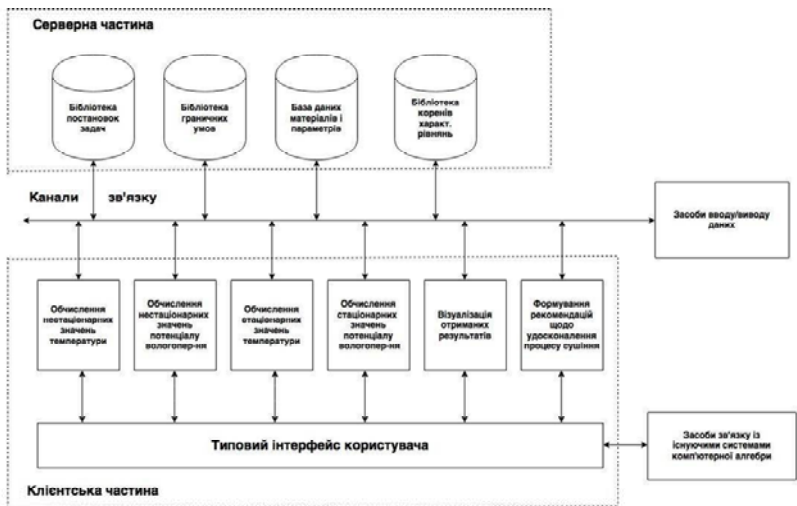 Серверна частина
Бібліотека
постановок
задач
Бібліотека
граничних
умов
База даних
матеріалів і
параметрів
Бібліотека
коренів
характ.
рівнянь
Канали зв'язку
Засоби вводу/виводу
даних
Обчислення
нестаціонарних
значень
температури
Обчислення
нестаціонарних
значень
потенціалу
вологопер-ня
Обчислення
стаціонарних
значень
температури
Обчислення
стаціонарних
значень
потенціалу
вологопер-ня
Візуалізація
отриманих
результатів
Формування
рекомендацій
щодо
удосконалення
процесу сушіння
Типовий інтерфейс користувача
Засоби зв'язку із
існуючими системами
комп'ютерної алгебри
Клієнтська частина